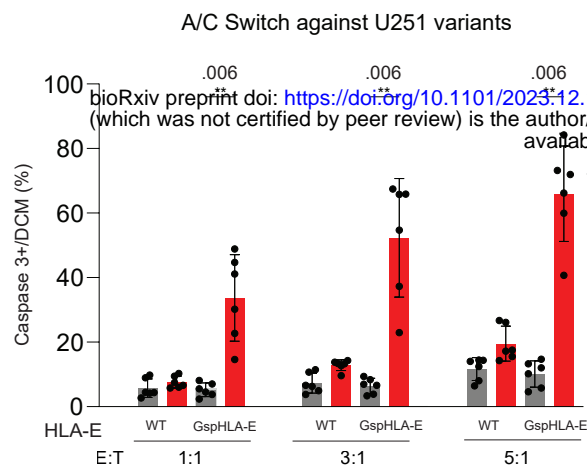 A/C Switch against U251 variants
.006 .006 .006
** ** **
bioRxiv preprint doi: https://doi.org/10.1101/2023.12.
(which was not certified by peer review) is the author/
availab
Caspase 3+/DCM (%)
100
80
60
40
20
0
HLA-E WT GspHLA-E WT GspHLA-E WT GspHLA-E
E:T 1:1 3:1 5:1